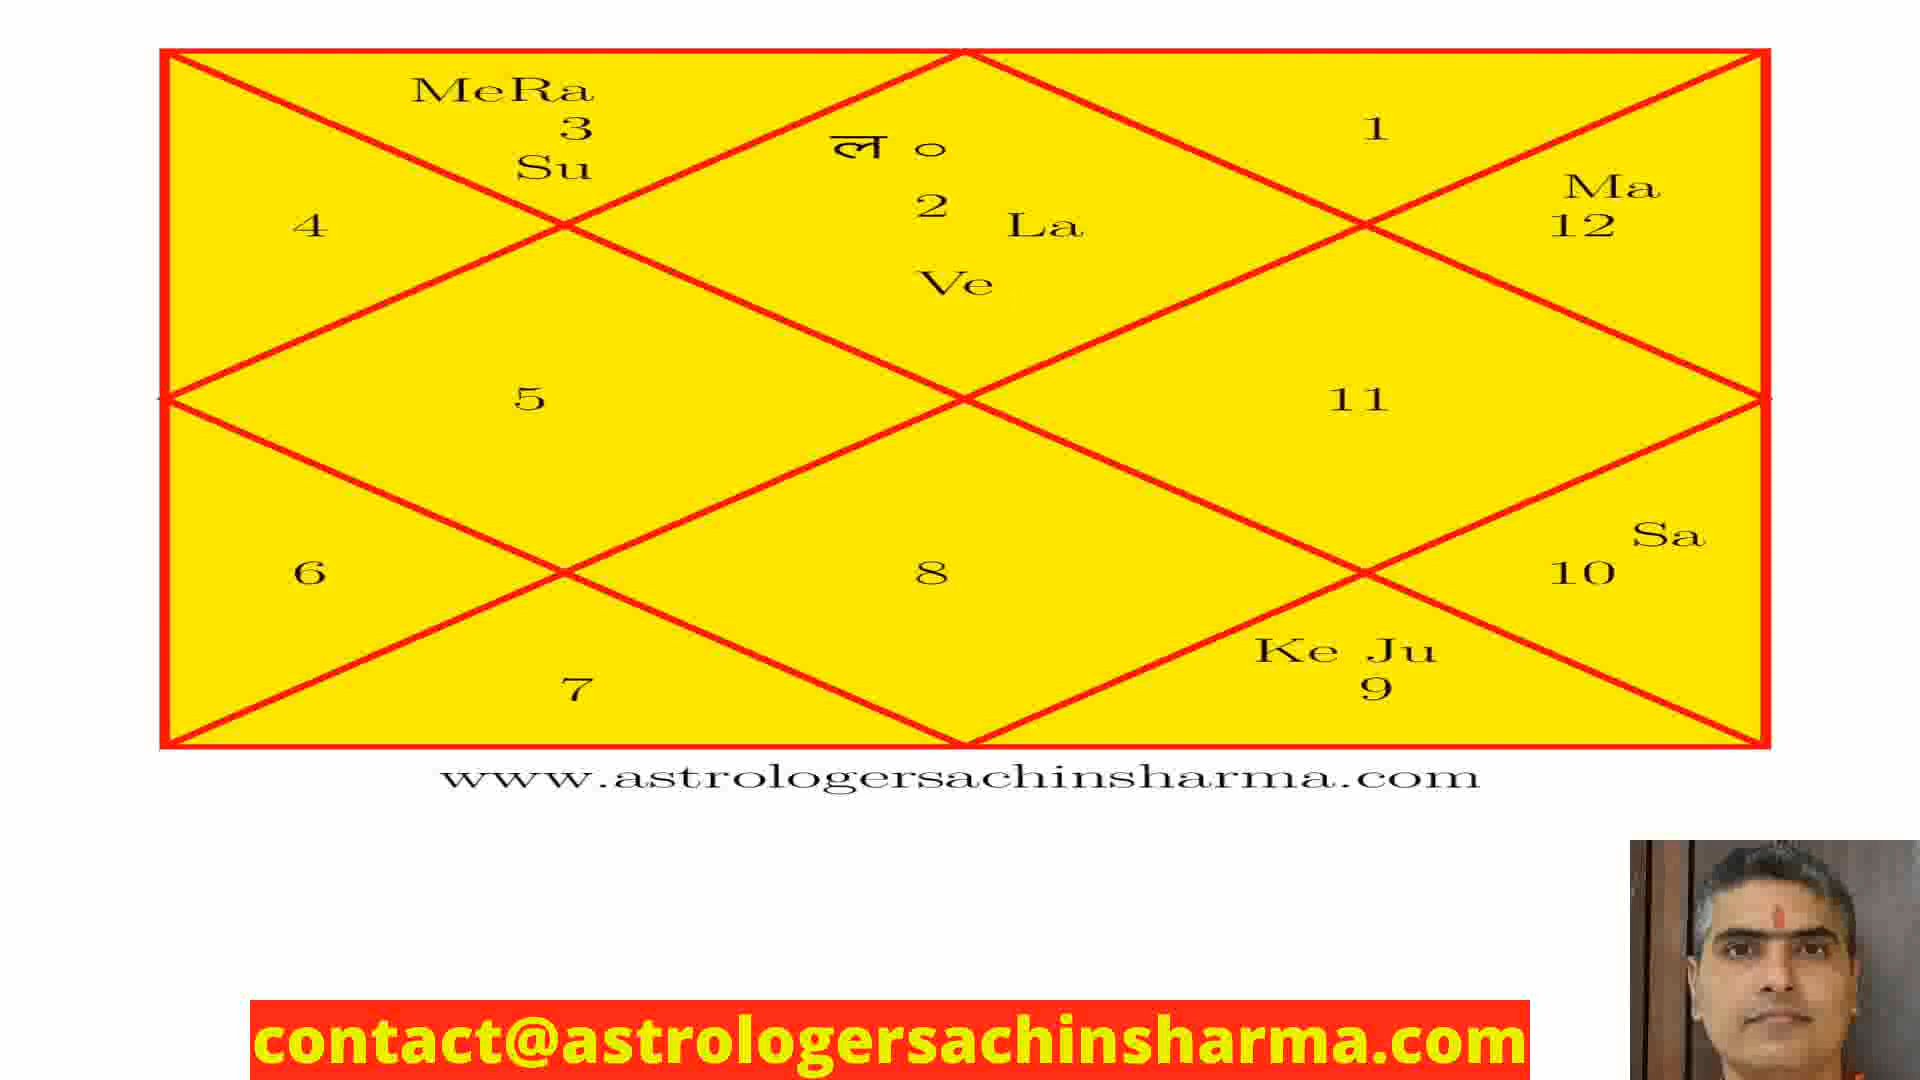 MeRa
3
Su
1
ल ०
2
La
Ve
Ma
12
4
5
11
6
8
Sa
10
Ke Ju
9
7
www.astrologersachinsharma.com
contact@astrologersachinsharma.com